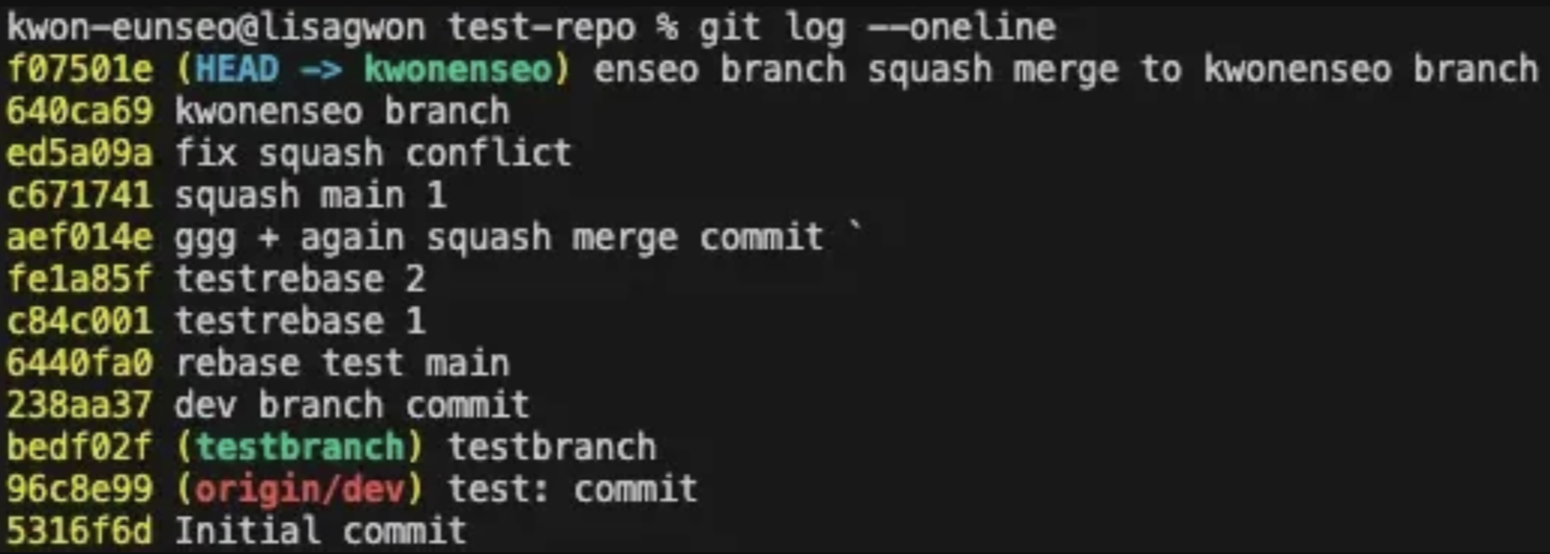 kwon-eunseo@lisagwon test-repo % git log --oneline
f07501e (HEAD -> kwonenseo) enseo branch squash merge to kwonenseo branch
640ca69 kwonenseo branch
ed5a09a fix squash conflict
c671741 squash main 1
aef014e ggg + again squash merge commit `
fe1a85f testrebase 2
c84c001 testrebase 1
6440fa0 rebase test main
238aa37 dev branch commit
bedf02f (testbranch) testbranch
96c8e99 (origin/dev) test: commit
5316f6d Initial commit